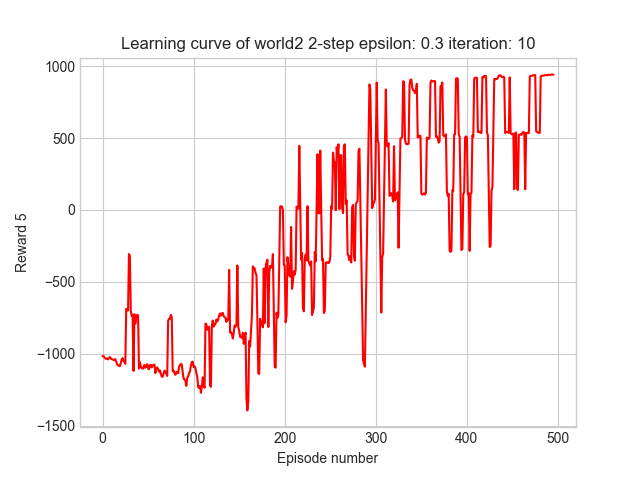 Learning curve of world2 2-step epsilon: 0.3 iteration: 10
1000
500
0
−500
−1000
−1500
Reward 5
0 100 200 300 400 500
Episode number